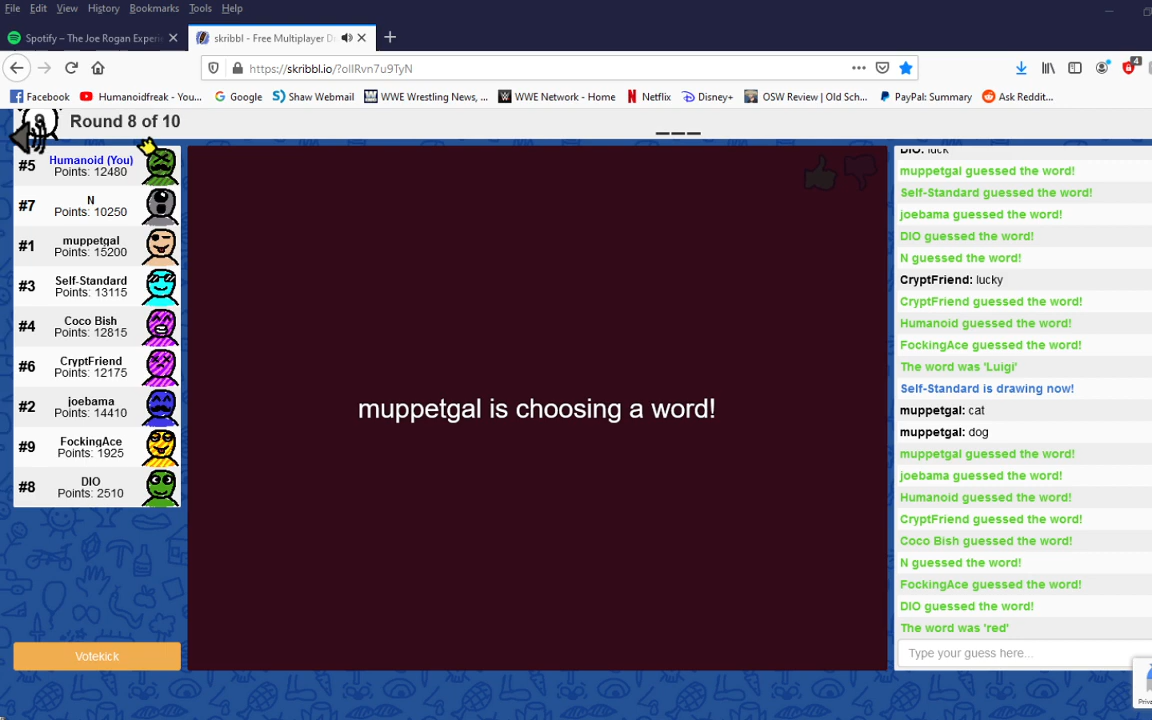 File Edit View History Bookmarks Tools Help
Spotify – The Joe Rogan Experi
skribbl - Free Multiplayer D
https://skribbl.io/?oIIRvn7u9TyN
4
Facebook Humanoidfreak - You... Google Shaw Webmail WWE Wrestling News, ... WWE Network - Home Netflix Disney+ OSW Review | Old Sch... PayPal: Summary Ask Reddit...
Round 8 of 10
___
#5 Humanoid (You)
Points: 12480
#7 N
Points: 10250
#1 muppetgal
Points: 15200
#3 Self-Standard
Points: 13115
#4 Coco Bish
Points: 12815
#6 CryptFriend
Points: 12175
#2 joebama
Points: 14410
#9 FockingAce
Points: 1925
#8 DIO
Points: 2510
Votekick
muppetgal is choosing a word!
DIO: luck
muppetgal guessed the word!
Self-Standard guessed the word!
joebama guessed the word!
DIO guessed the word!
N guessed the word!
CryptFriend: lucky
CryptFriend guessed the word!
Humanoid guessed the word!
FockingAce guessed the word!
The word was 'Luigi'
Self-Standard is drawing now!
muppetgal: cat
muppetgal: dog
muppetgal guessed the word!
joebama guessed the word!
Humanoid guessed the word!
CryptFriend guessed the word!
Coco Bish guessed the word!
N guessed the word!
FockingAce guessed the word!
DIO guessed the word!
The word was 'red'
Type your guess here...
Priva